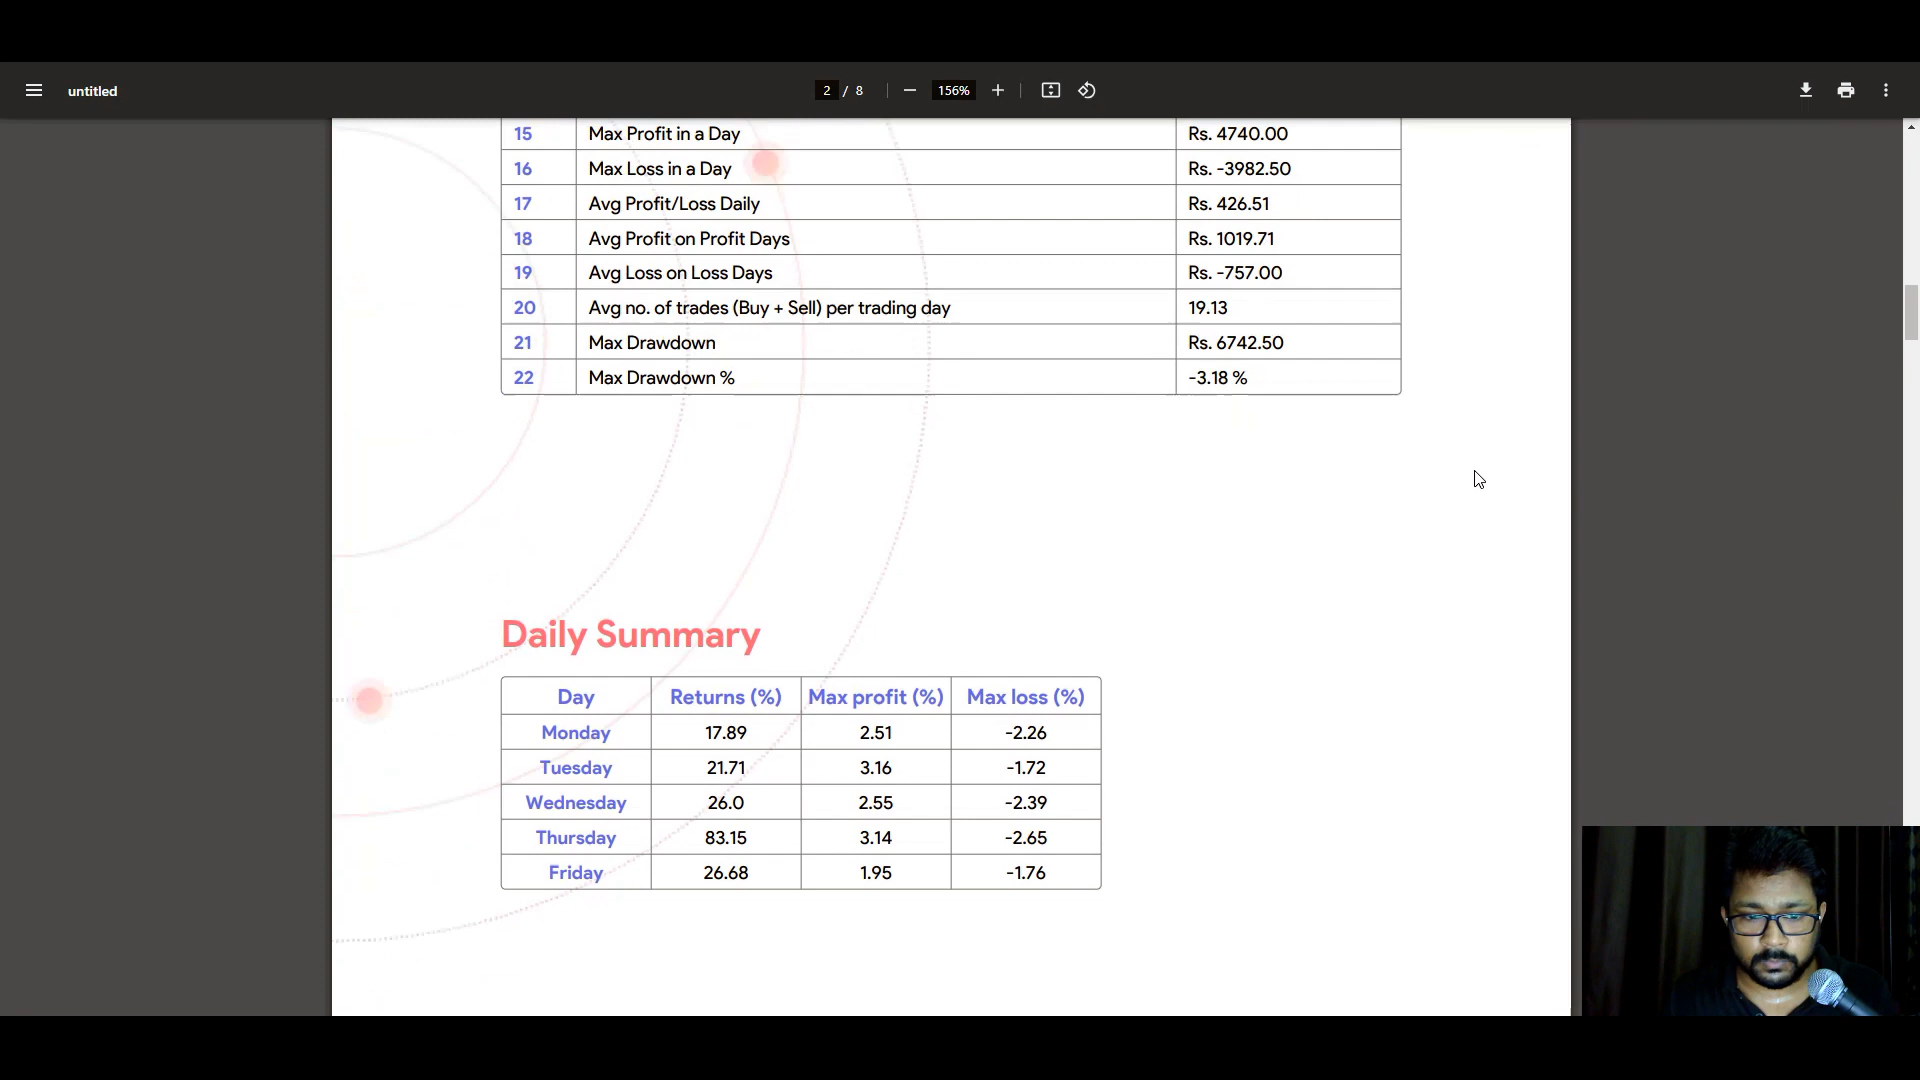 untitled
2 / 8
156%
15 Max Profit in a Day Rs. 4740.00
16 Max Loss in a Day Rs. -3982.50
17 Avg Profit/Loss Daily Rs. 426.51
18 Avg Profit on Profit Days Rs. 1019.71
19 Avg Loss on Loss Days Rs. -757.00
20 Avg no. of trades (Buy + Sell) per trading day 19.13
21 Max Drawdown Rs. 6742.50
22 Max Drawdown % -3.18 %
Daily Summary
Day Returns (%) Max profit (%) Max loss (%)
Monday 17.89 2.51 -2.26
Tuesday 21.71 3.16 -1.72
Wednesday 26.0 2.55 -2.39
Thursday 83.15 3.14 -2.65
Friday 26.68 1.95 -1.76